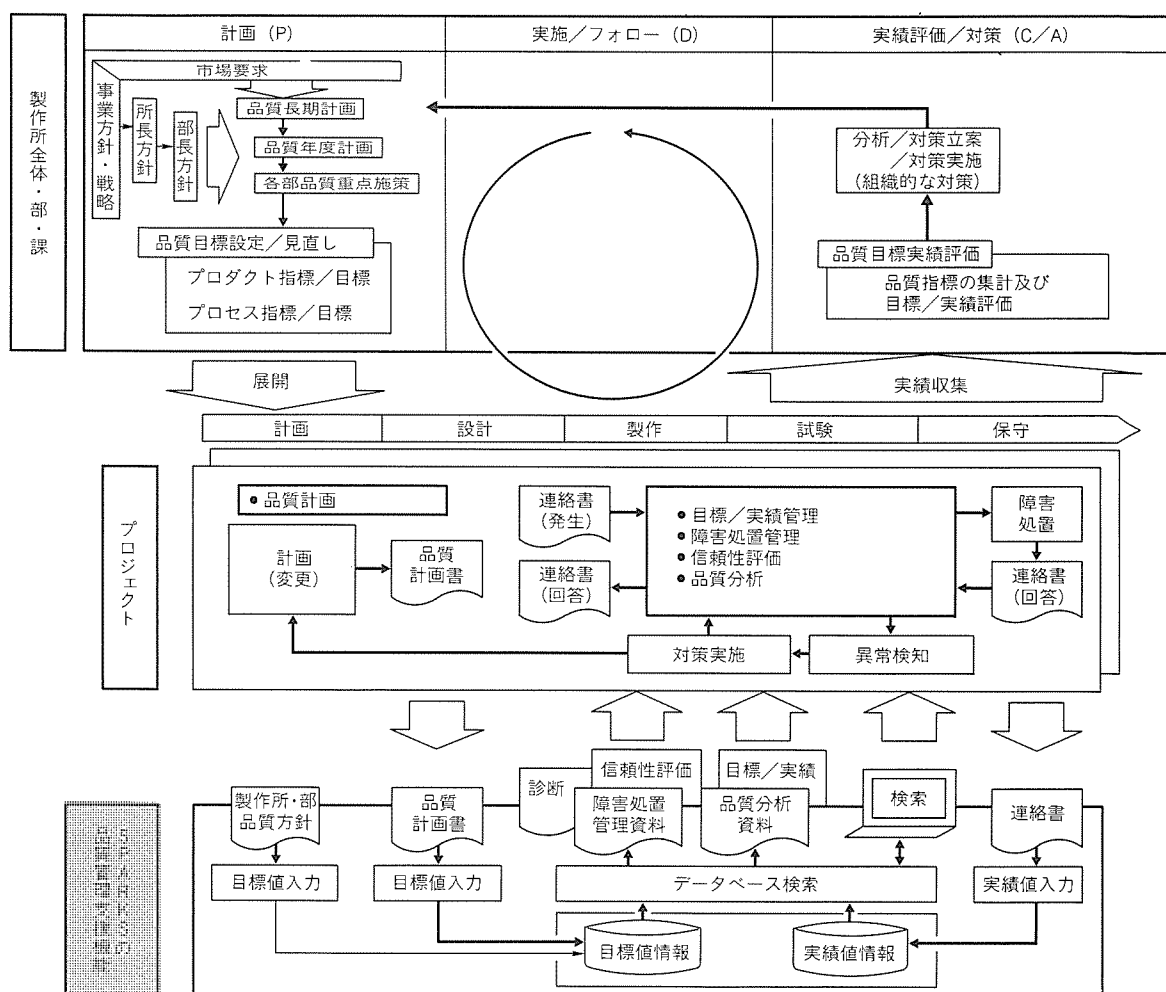 計画 (P)
実施／フォロー (D)
実績評価／対策 (C／A)
製作所全体・部・課
市場要求
事業方針・戦略
所長方針
部長方針
品質長期計画
品質年度計画
各部品質重点施策
品質目標設定／見直し
プロダクト指標／目標
プロセス指標／目標
分析／対策立案
／対策実施
(組織的な対策)
品質目標実績評価
品質指標の集計及び
目標／実績評価
展開
実績収集
計画
設計
製作
試験
保守
プロジェクト
● 品質計画
計画
(変更)
品質
計画書
連絡書
(発生)
連絡書
(回答)
● 目標／実績管理
● 障害処置管理
● 信頼性評価
● 品質分析
障害
処置
連絡書
(回答)
対策実施
異常検知
製作所・部
品質方針
品質
計画書
診断
信頼性評価
障害処置
管理資料
目標／実績
品質分析
資料
検索
連絡書
目標値入力
目標値入力
データベース検索
実績値入力
目標値情報
実績値情報